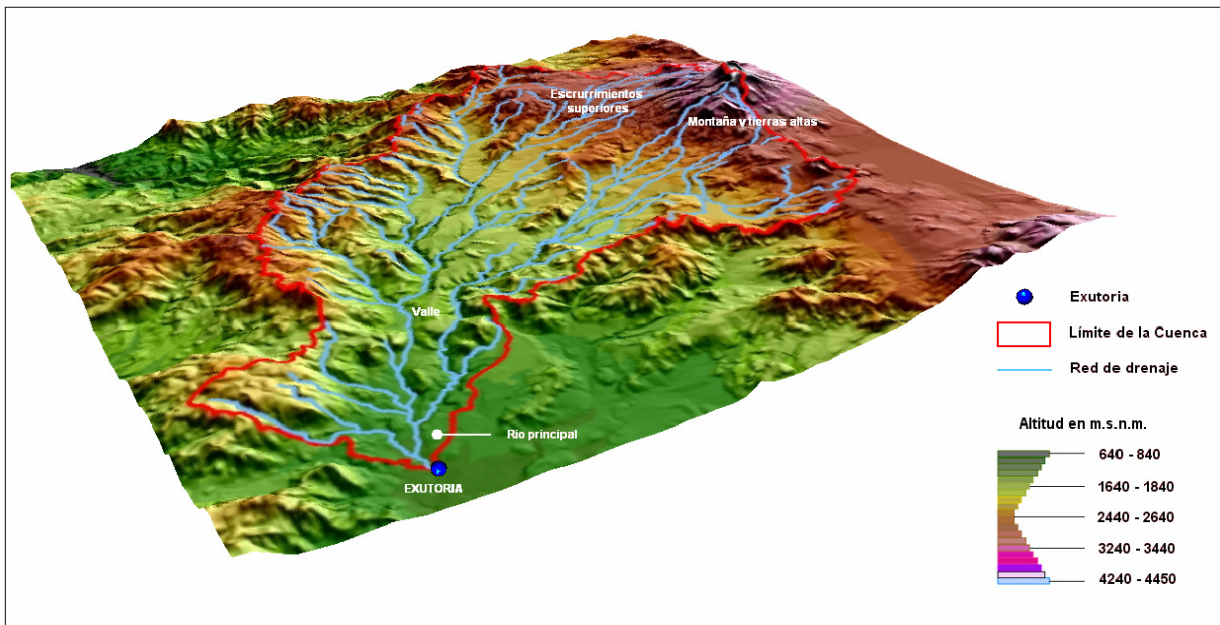 Escrurrimientos
superiores
Montaña y tierras altas
Valle
Rio principal
EXUTORIA
Exutoria
Límite de la Cuenca
Red de drenaje
Altitud en m.s.n.m.
640 - 840
1640 - 1840
2440 - 2640
3240 - 3440
4240 - 4450